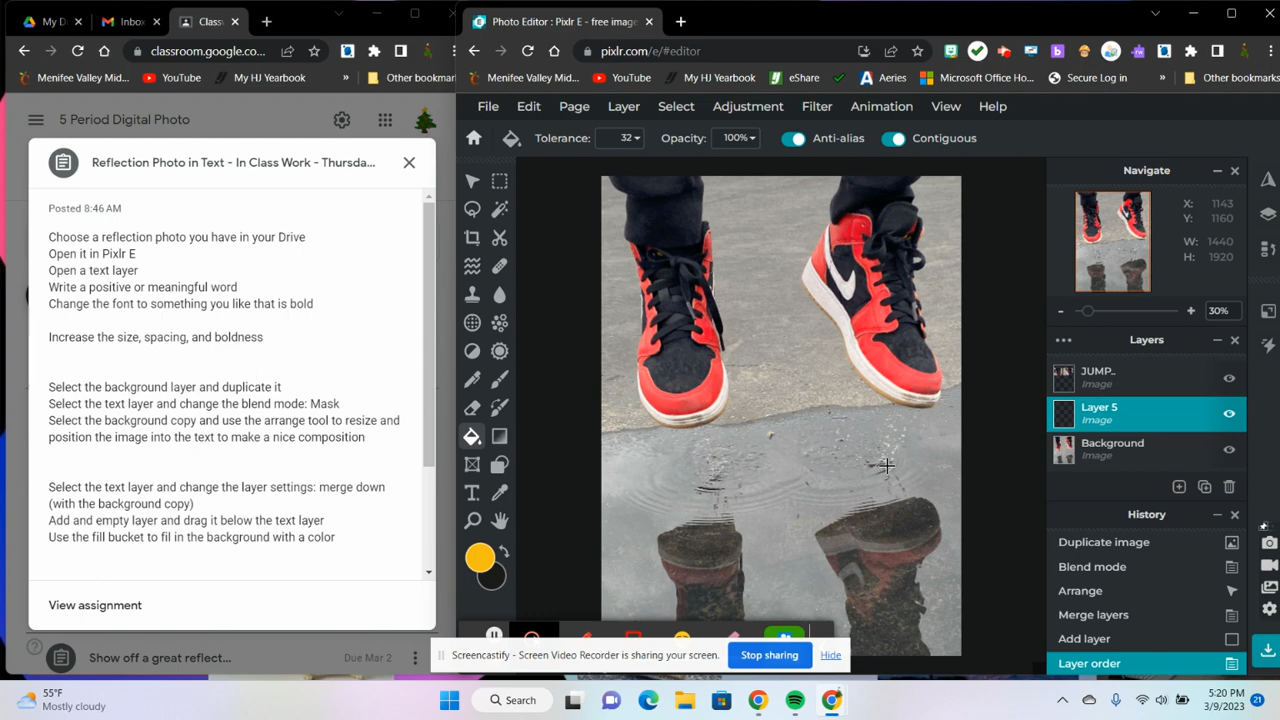 My D
Inbox
Classw
Photo Editor : Pixlr E - free image
classroom.google.co...
pixlr.com/e/#editor
Menifee Valley Mid...
YouTube
My HJ Yearbook
»
Other bookmarks
Menifee Valley Mid...
YouTube
My HJ Yearbook
eShare
Aeries
Microsoft Office Ho...
Secure Log in
»
Other bookmarks
5 Period Digital Photo
File
Edit
Page
Layer
Select
Adjustment
Filter
Animation
View
Help
Tolerance:
32
Opacity:
100%
Anti-alias
Contiguous
Reflection Photo in Text - In Class Work - Thursda...
Posted 8:46 AM
Choose a reflection photo you have in your Drive
Open it in Pixlr E
Open a text layer
Write a positive or meaningful word
Change the font to something you like that is bold
Increase the size, spacing, and boldness
Select the background layer and duplicate it
Select the text layer and change the blend mode: Mask
Select the background copy and use the arrange tool to resize and
position the image into the text to make a nice composition
Select the text layer and change the layer settings: merge down
(with the background copy)
Add and empty layer and drag it below the text layer
Use the fill bucket to fill in the background with a color
View assignment
Show off a great reflect...
Due Mar 2
Navigate
X: 1143
Y: 1160
W: 1440
H: 1920
30%
Layers
JUMP..
Image
Layer 5
Image
Background
Image
History
Duplicate image
Blend mode
Arrange
Merge layers
Add layer
Layer order
Screencastify - Screen Video Recorder is sharing your screen.
Stop sharing
Hide
55°F
Mostly cloudy
Search
5:20 PM
3/9/2023
21